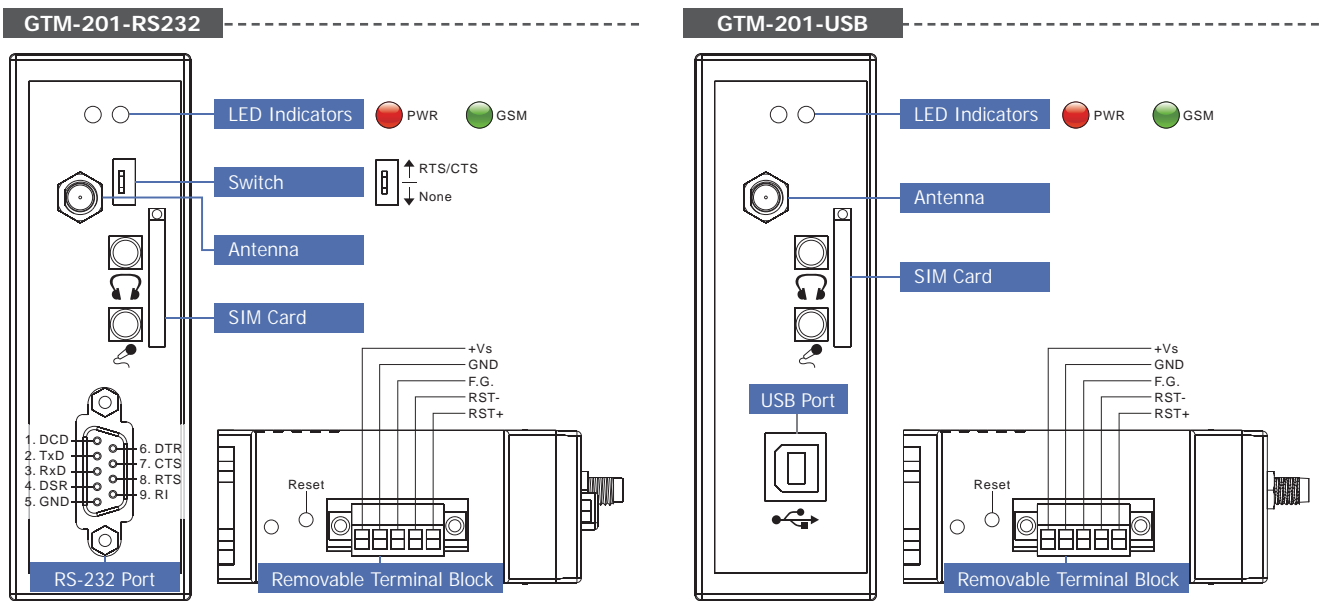 GTM-201-RS232
LED Indicators
PWR
GSM
Switch
RTS/CTS
None
Antenna
SIM Card
+Vs
GND
F.G.
RST-
RST+
1. DCD
2. TxD
3. RxD
4. DSR
5. GND
6. DTR
7. CTS
8. RTS
9. RI
Reset
RS-232 Port
Removable Terminal Block
GTM-201-USB
LED Indicators
PWR
GSM
Antenna
SIM Card
+Vs
GND
F.G.
RST-
RST+
USB Port
Reset
Removable Terminal Block